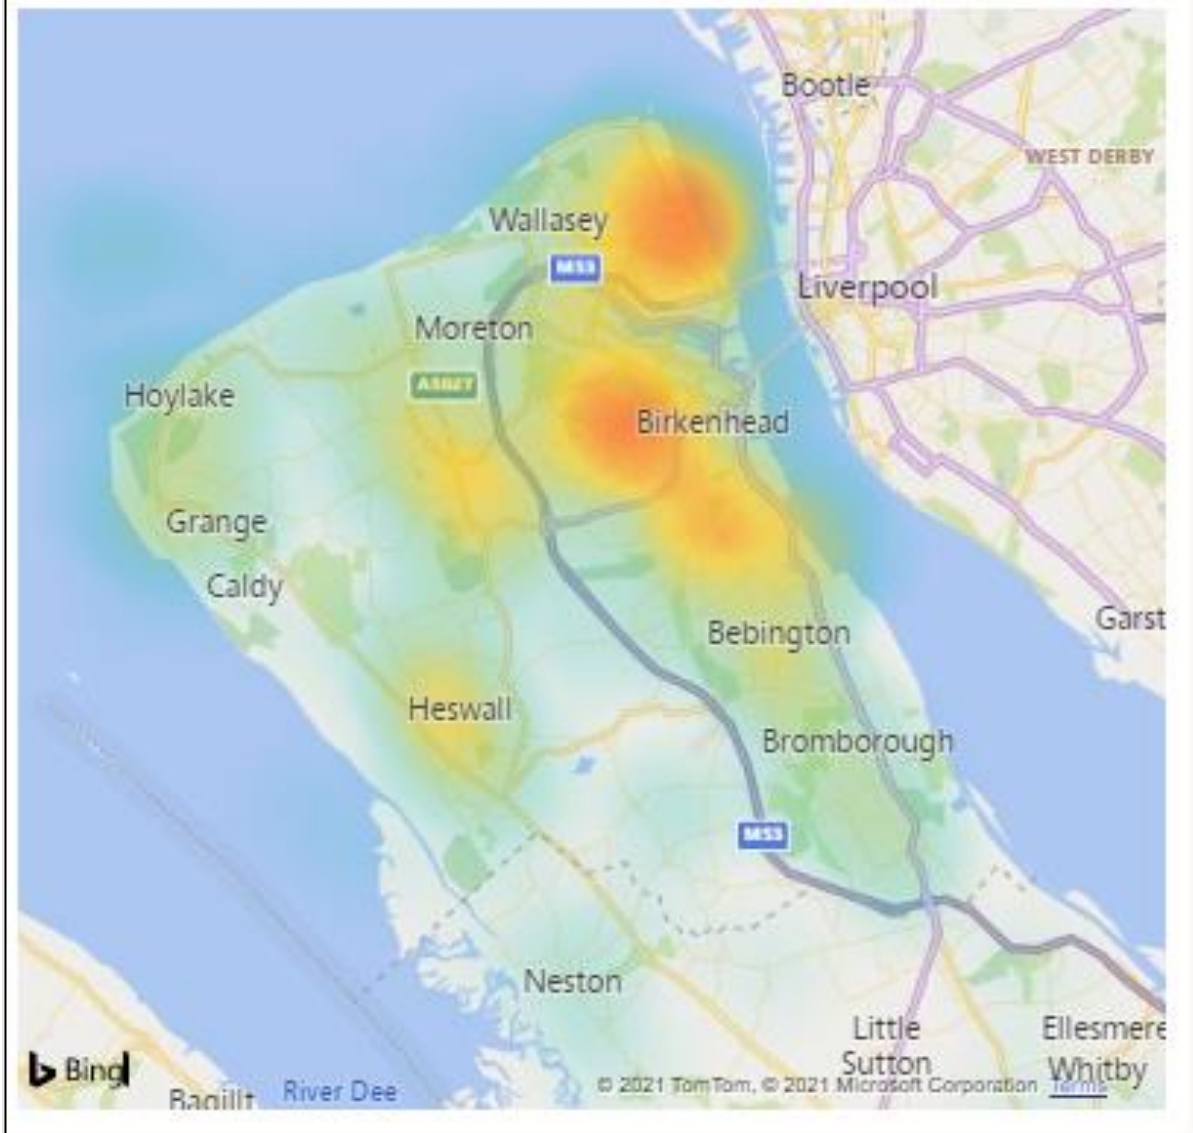 Bootle
WEST DERBY
Wallasey
M53
Liverpool
Moreton
Hoylake
Birkenhead
Grange
Caldy
Garst
Bebington
Heswall
Bromborough
M53
Neston
Little
Sutton
Ellesmere
Whitby
Bing
River Dee
Bagillt
© 2021 TomTom, © 2021 Microsoft Corporation Terms